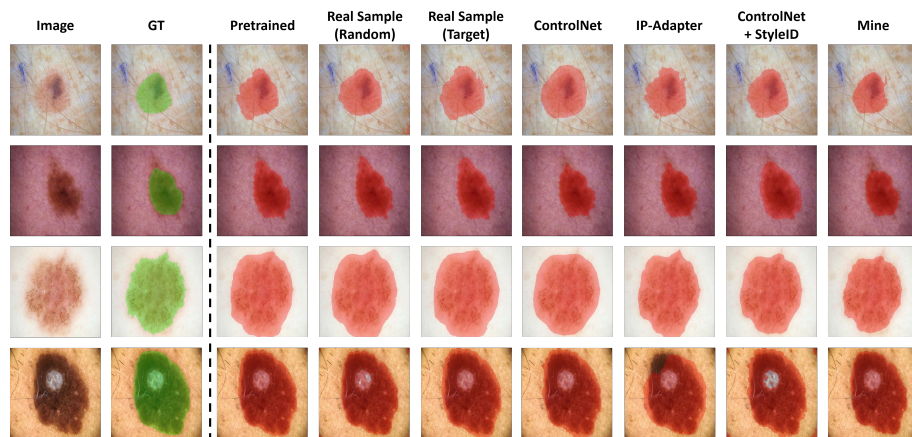 Image
GT
Pretrained
Real Sample
(Random)
Real Sample
(Target)
ControlNet
IP-Adapter
ControlNet
+ StyleID
Mine